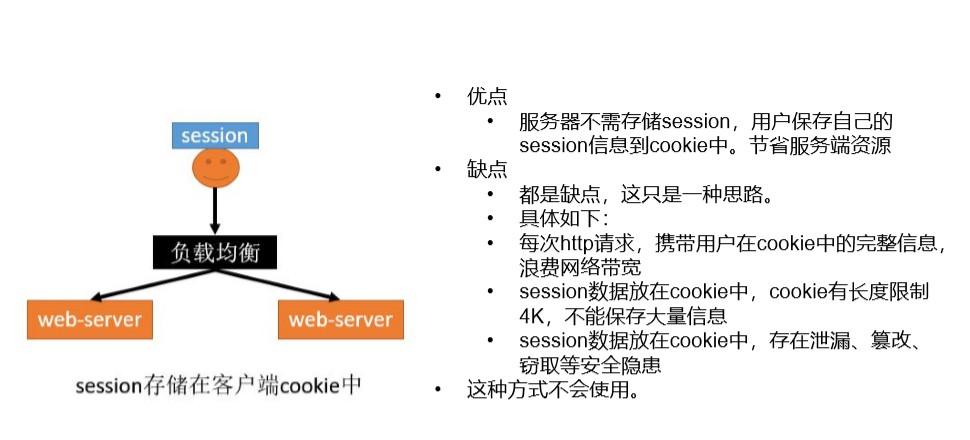 session
负载均衡
web-server
web-server
session存储在客户端cookie中
• 优点
• 服务器不需存储session，用户保存自己的
session信息到cookie中。节省服务端资源
• 缺点
• 都是缺点，这只是一种思路。
• 具体如下：
• 每次http请求，携带用户在cookie中的完整信息，
浪费网络带宽
• session数据放在cookie中，cookie有长度限制
4K，不能保存大量信息
• session数据放在cookie中，存在泄漏、篡改、
窃取等安全隐患
• 这种方式不会使用。